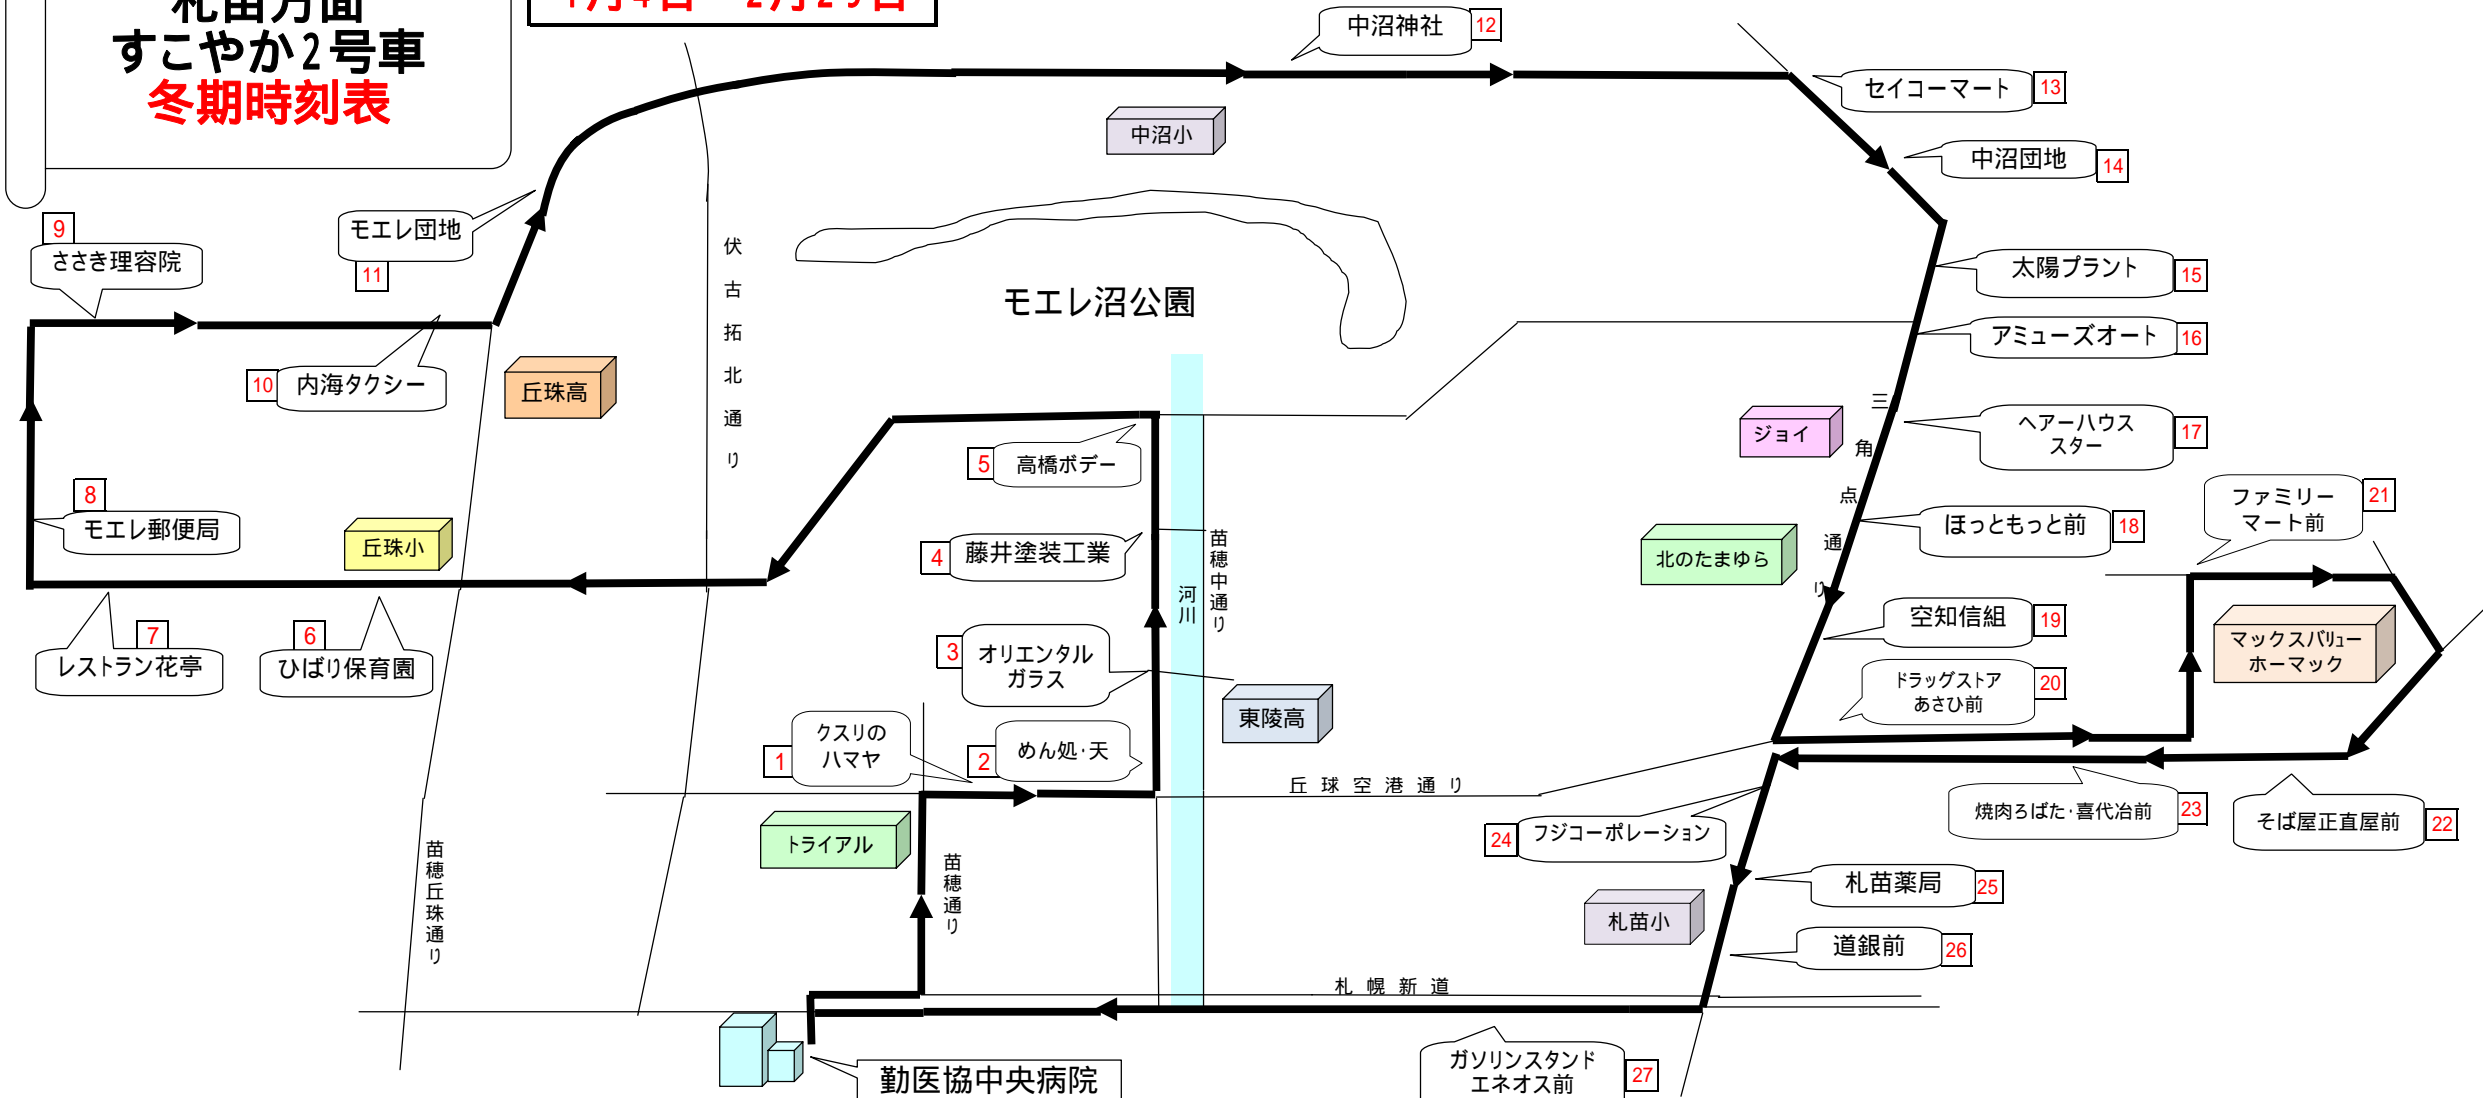 札苗方面
すこやか2号車
冬期時刻表
中沼神社
12
セイコーマート
13
中沼小
中沼団地
14
9
ささき理容院
モエレ団地
11
伏古拓北通り
モエレ沼公園
太陽プラント
15
アミューズオート
16
10
内海タクシー
丘珠高
三角点通り
ヘアーハウス
スター
17
ジョイ
5
高橋ボデー
8
モエレ郵便局
丘珠小
4
藤井塗装工業
苗穂中通り
河川
北のたまゆら
ほっともっと前
18
ファミリー
マート前
21
7
レストラン花亭
6
ひばり保育園
3
オリエンタル
ガラス
東陵高
空知信組
19
マックスバリュー
ホーマック
ドラッグストア
あさひ前
20
1
クスリの
ハマヤ
2
めん処・天
丘球空港通り
トライアル
24
フジコーポレーション
焼肉ろばた・喜代冶前
23
そば屋正直屋前
22
苗穂丘珠通り
苗穂通り
札苗薬局
25
札苗小
道銀前
26
札幌新道
勤医協中央病院
ガソリンスタンド
エネオス前
27